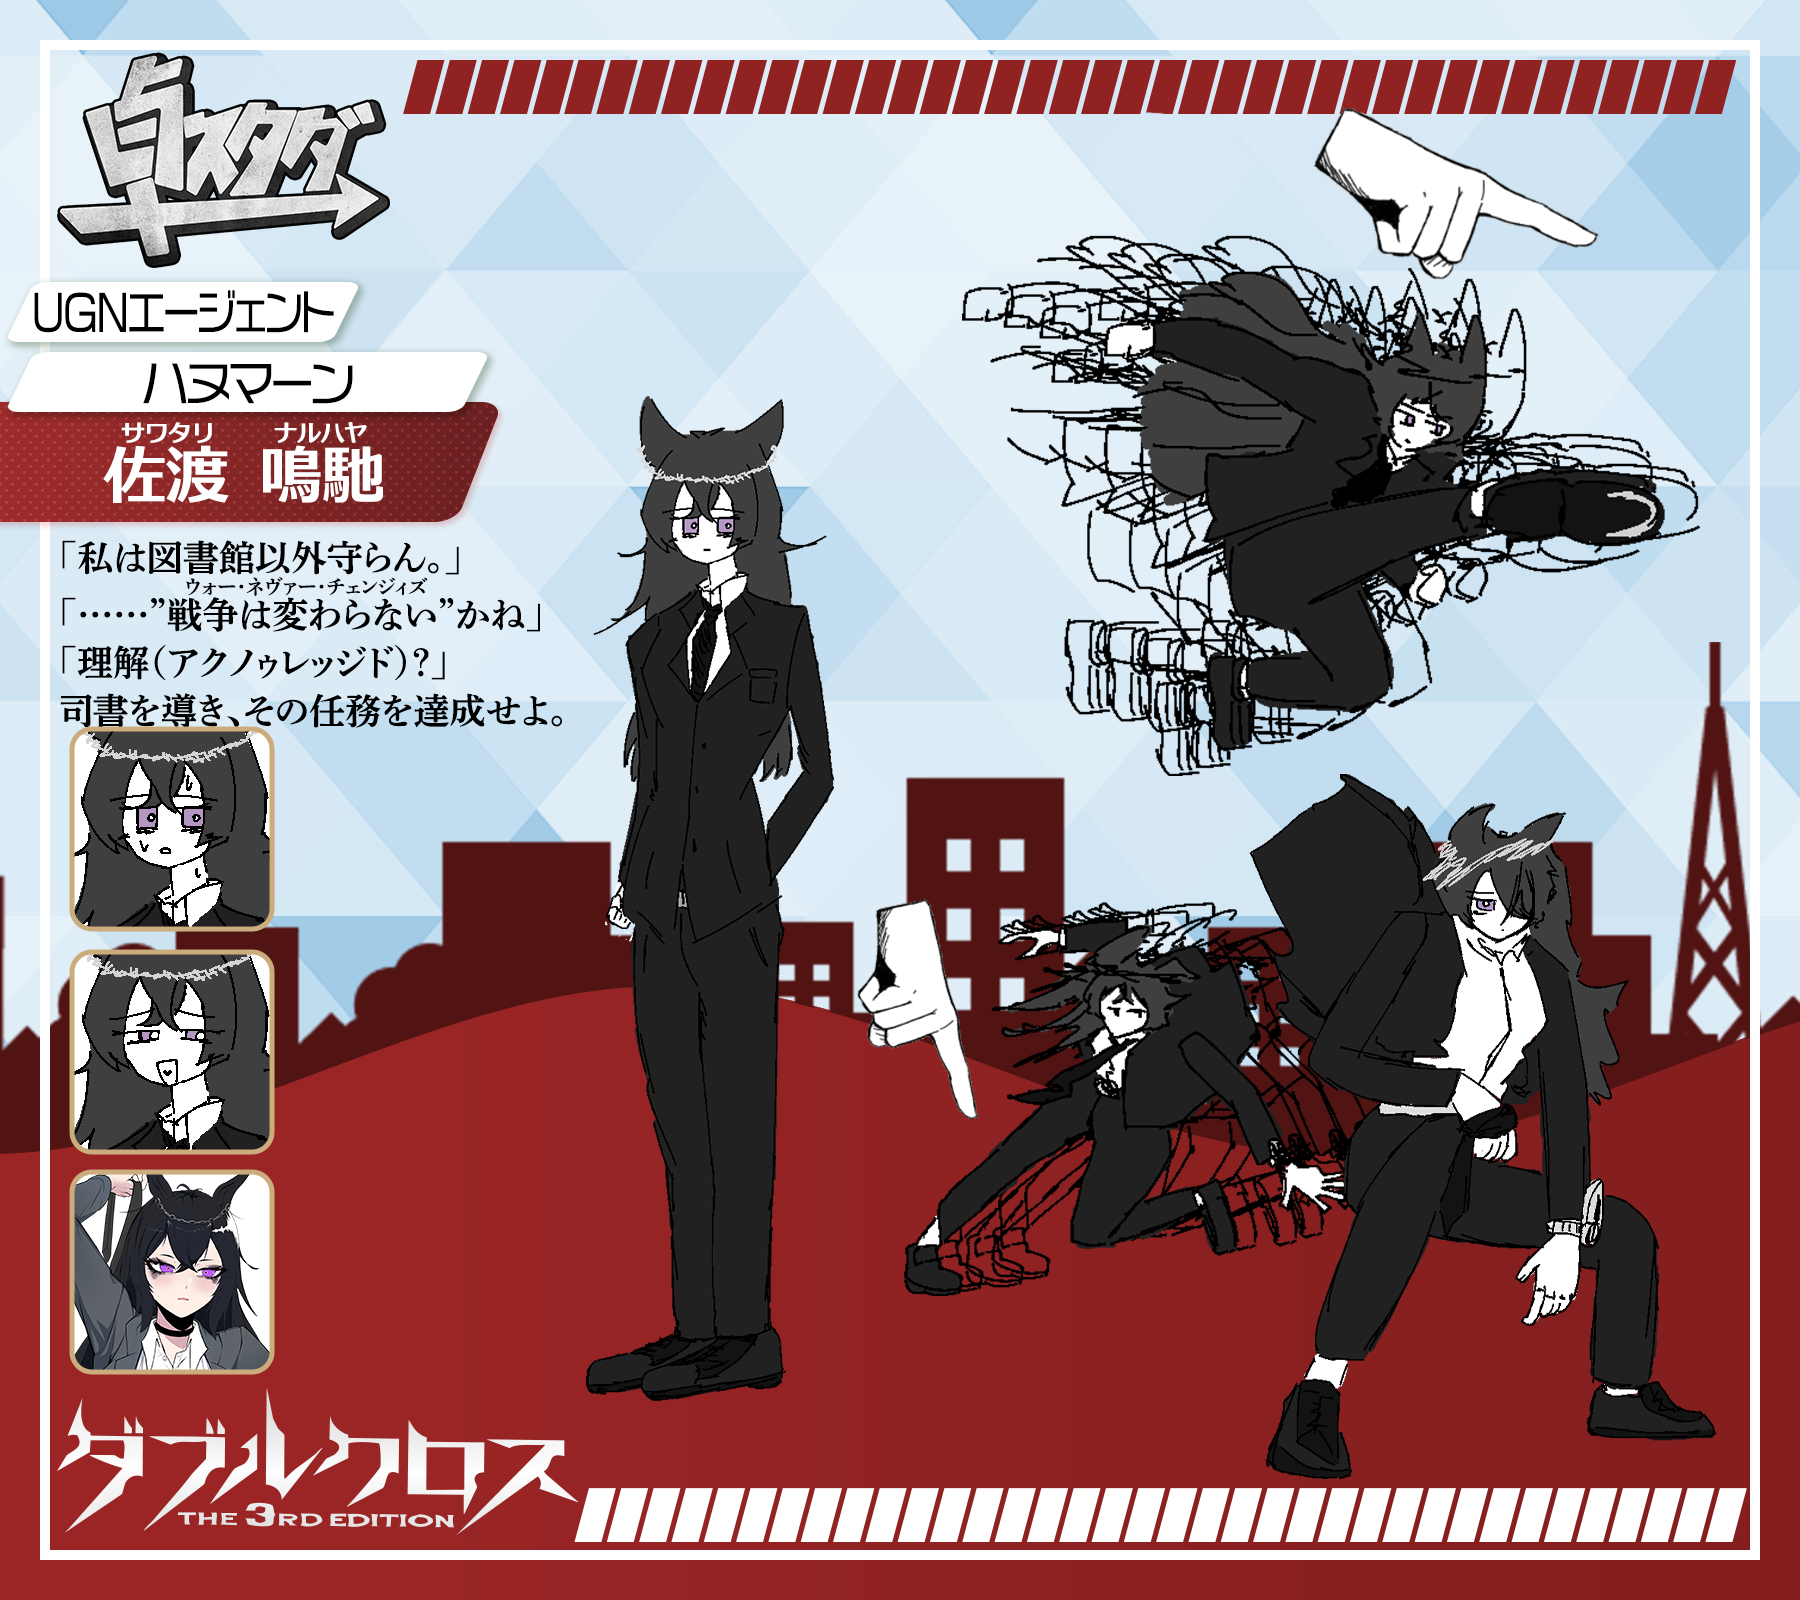 卓スタダ
UGNエージェント
ハヌマーン
サワタリ ナルハヤ
佐渡 鳴馳
「私は図書館以外守らん。」
ウォー・ネヴァー・チェンジィズ
「……”戦争は変わらない”かね」
「理解（アクノゥレッジド）？」
司書を導き、その任務を達成せよ。
ダブルクロス
THE 3RD EDITION